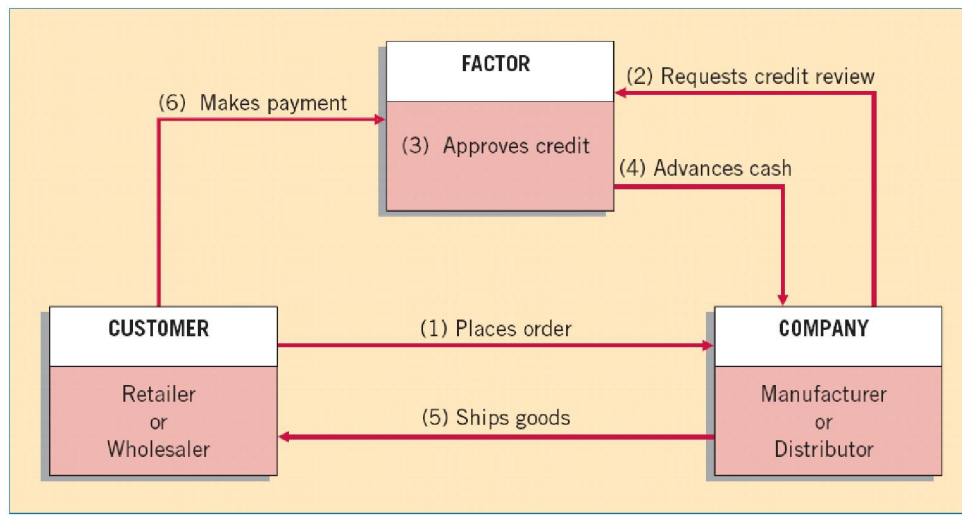 FACTOR
(2) Requests credit review
(6) Makes payment
(3) Approves credit
(4) Advances cash
CUSTOMER
(1) Places order
COMPANY
Retailer
or
Wholesaler
(5) Ships goods
Manufacturer
or
Distributor